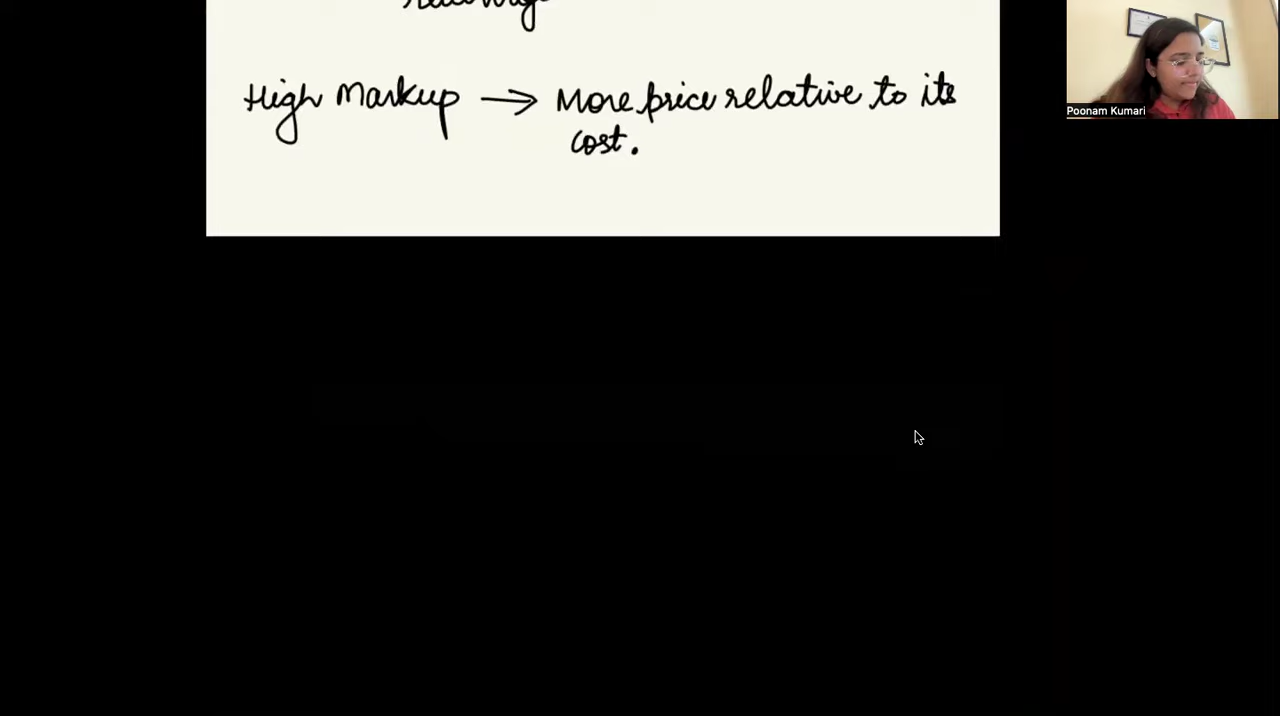 High Markup → More price relative to its
cost.
Poonam Kumari